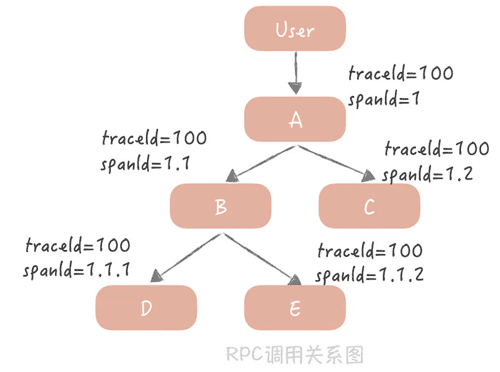 User
traceId=100
spanId=1
A
traceId=100
spanId=1.1
traceId=100
spanId=1.2
B
C
traceId=100
spanId=1.1.1
traceId=100
spanId=1.1.2
D
E
RPC调用关系图